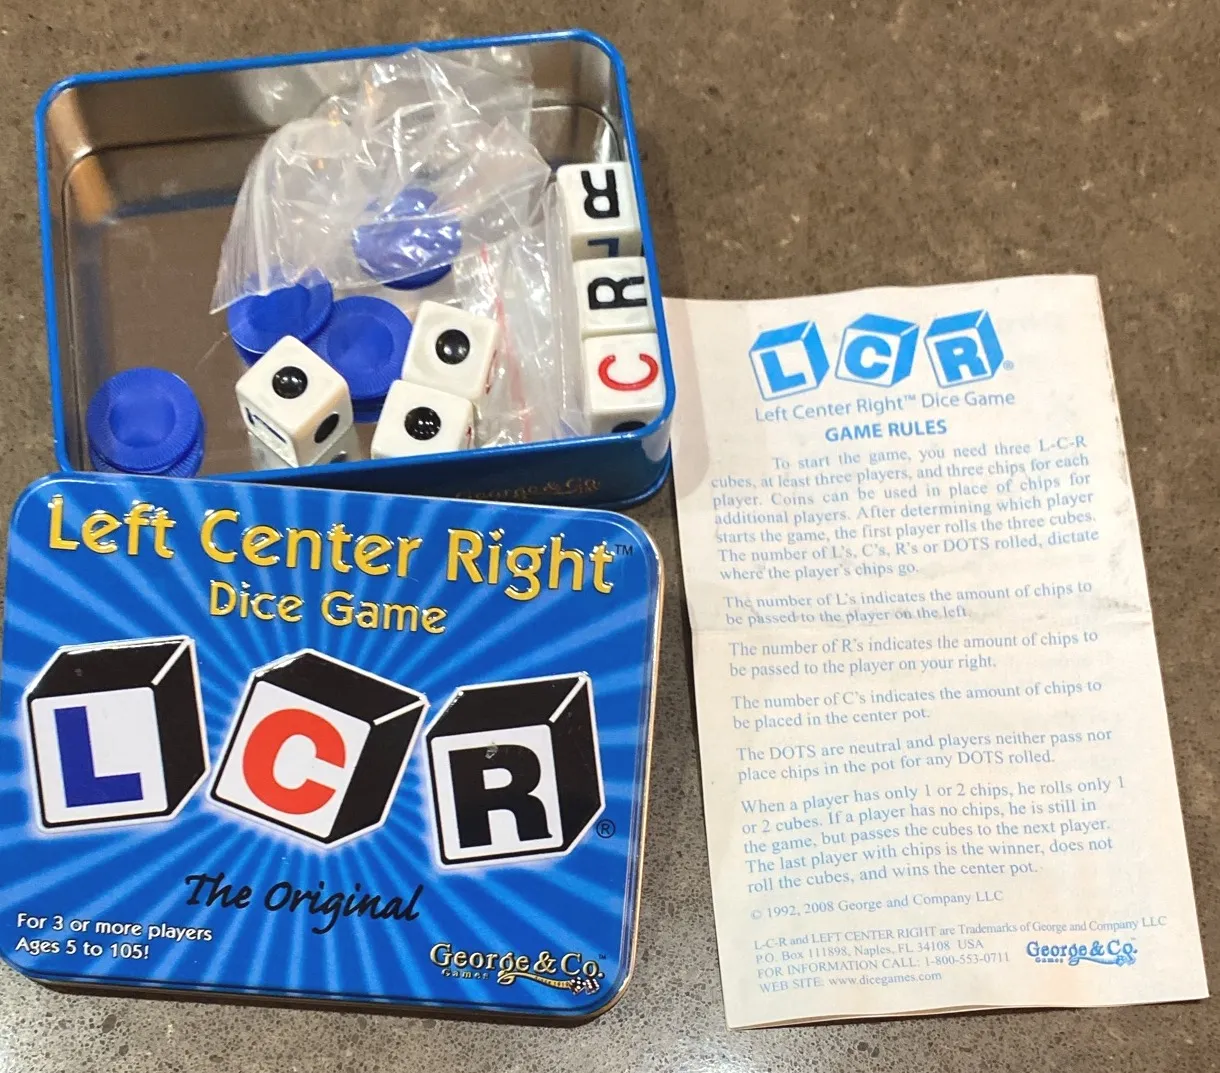 R
L
R
C
L
George & Co.
Left Center Right™
Dice Game
L C R®
The Original
For 3 or more players
Ages 5 to 105!
George & Co.™
Games
L C R®
Left Center Right™ Dice Game
GAME RULES
To start the game, you need three L-C-R
cubes, at least three players, and three chips for each
player. Coins can be used in place of chips for
additional players. After determining which player
starts the game, the first player rolls the three cubes.
The number of L's, C's, R's or DOTS rolled, dictate
where the player's chips go.
The number of L's indicates the amount of chips to
be passed to the player on the left.
The number of R's indicates the amount of chips to
be passed to the player on your right.
The number of C's indicates the amount of chips to
be placed in the center pot.
The DOTS are neutral and players neither pass nor
place chips in the pot for any DOTS rolled.
When a player has only 1 or 2 chips, he rolls only 1
or 2 cubes. If a player has no chips, he is still in
the game, but passes the cubes to the next player.
The last player with chips is the winner, does not
roll the cubes, and wins the center pot.
© 1992, 2008 George and Company LLC
L-C-R and LEFT CENTER RIGHT are Trademarks of George and Company LLC
P.O. Box 111898, Naples, FL 34108 USA
FOR INFORMATION CALL: 1-800-553-0711
WEB SITE: www.dicegames.com
George & Co.™
Games